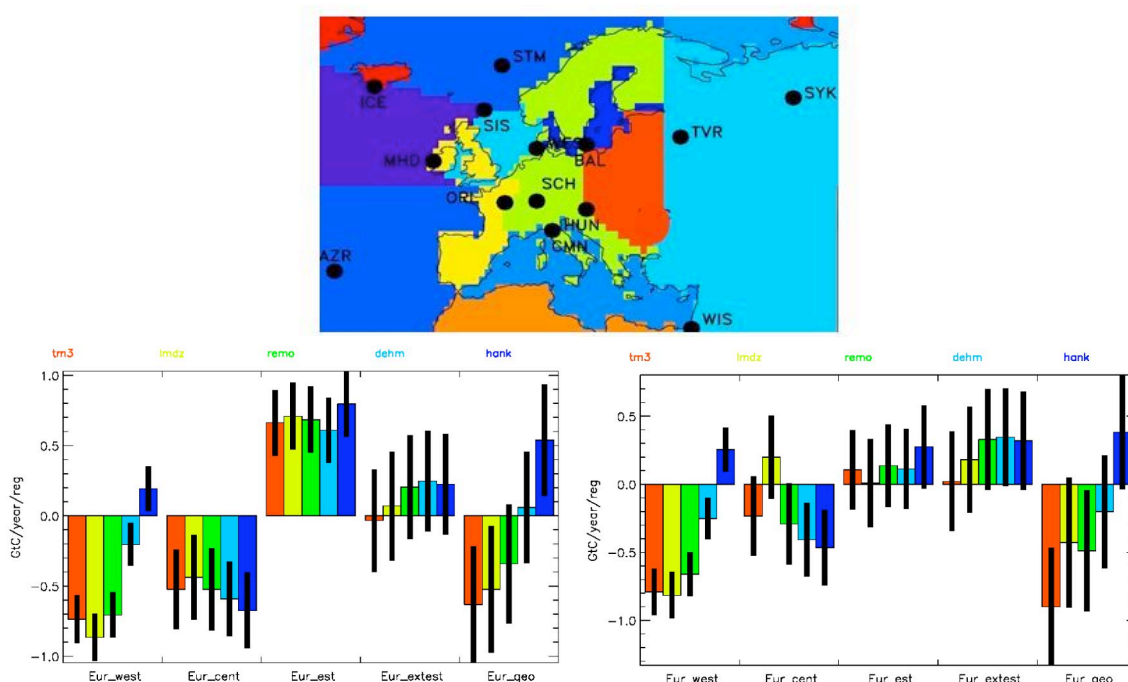 STM
SYK
ICE
SIS
TVR
WES
BAL
MHD
SCH
ORL
HUN
CMN
AZR
WIS
tm3 lmdz remo dehm hank
1.0
0.5
0.0
-0.5
-1.0
GtC/year/reg
Eur_west Eur_cent Eur_est Eur_extest Eur_geo
tm3 lmdz remo dehm hank
0.5
0.0
-0.5
-1.0
GtC/year/reg
Eur_west Eur_cent Eur_est Eur_extest Eur_geo